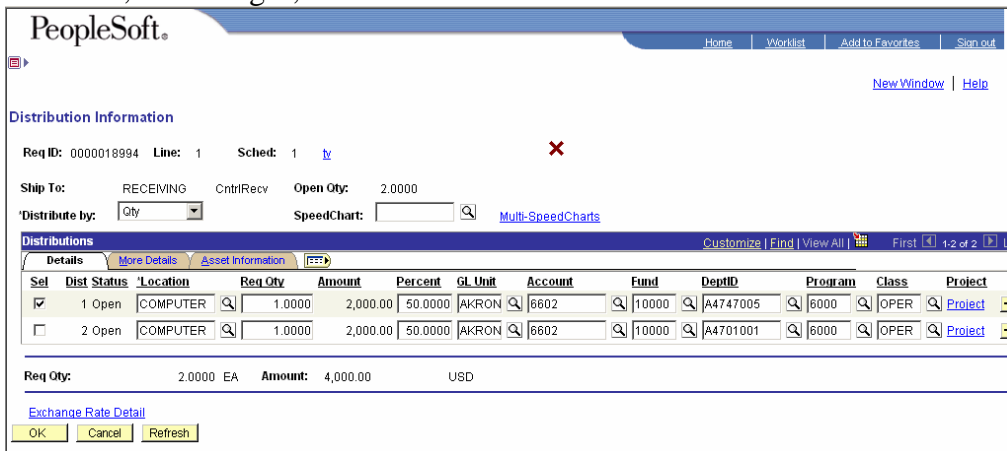 PeopleSoft®
Home | Worklist | Add to Favorites | Sign out
New Window | Help
Distribution Information
Req ID: 0000018994 Line: 1 Sched: 1 tv
Ship To: RECEIVING CntrlRecv Open Qty: 2.0000
*Distribute by: Qty SpeedChart: Multi-SpeedCharts
Distributions Customize | Find | View All | First 1-2 of 2
Details More Details Asset Information
Sel Dist Status *Location Req Qty Amount Percent GL Unit Account Fund DeptID Program Class Project
1 Open COMPUTER 1.0000 2,000.00 50.0000 AKRON 6602 10000 A4747005 6000 OPER Project
2 Open COMPUTER 1.0000 2,000.00 50.0000 AKRON 6602 10000 A4701001 6000 OPER Project
Req Qty: 2.0000 EA Amount: 4,000.00 USD
Exchange Rate Detail
OK Cancel Refresh